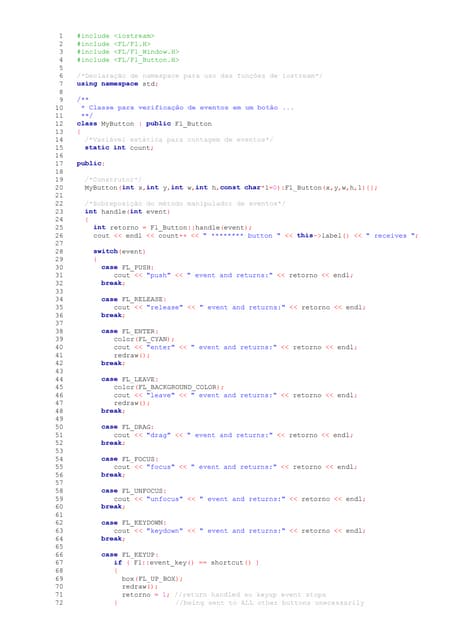 1 #include <iostream>
2 #include <FL/Fl.H>
3 #include <FL/Fl_Window.H>
4 #include <FL/Fl_Button.H>
5
6 /*Declaração de namespace para uso das funções de iostream*/
7 using namespace std;
8
9 /**
10 * Classe para verificação de eventos em um botão ...
11 **/
12 class MyButton : public Fl_Button
13 {
14 /*Variável estática para contagem de eventos*/
15 static int count;
16
17 public:
18
19 /*Construtor*/
20 MyButton(int x,int y,int w,int h,const char*l=0):Fl_Button(x,y,w,h,l){};
21
22 /*Sobreposição do método manipulador de eventos*/
23 int handle(int event)
24 {
25 int retorno = Fl_Button::handle(event);
26 cout << endl << count++ << " ******** button " << this->label() << " receives ";
27
28 switch(event)
29 {
30 case FL_PUSH:
31 cout << "push" << " event and returns:" << retorno << endl;
32 break;
33
34 case FL_RELEASE:
35 cout << "release" << " event and returns:" << retorno << endl;
36 break;
37
38 case FL_ENTER:
39 color(FL_CYAN);
40 cout << "enter" << " event and returns:" << retorno << endl;
41 redraw();
42 break;
43
44 case FL_LEAVE:
45 color(FL_BACKGROUND_COLOR);
46 cout << "leave" << " event and returns:" << retorno << endl;
47 redraw();
48 break;
49
50 case FL_DRAG:
51 cout << "drag" << " event and returns:" << retorno << endl;
52 break;
53
54 case FL_FOCUS:
55 cout << "focus" << " event and returns:" << retorno << endl;
56 break;
57
58 case FL_UNFOCUS:
59 cout << "unfocus" << " event and returns:" << retorno << endl;
60 break;
61
62 case FL_KEYDOWN:
63 cout << "keydown" << " event and returns:" << retorno << endl;
64 break;
65
66 case FL_KEYUP:
67 if ( Fl::event_key() == shortcut() )
68 {
69 box(FL_UP_BOX);
70 redraw();
71 retorno = 1; //return handled so keyup event stops
72 } //being sent to ALL other buttons unecessarily